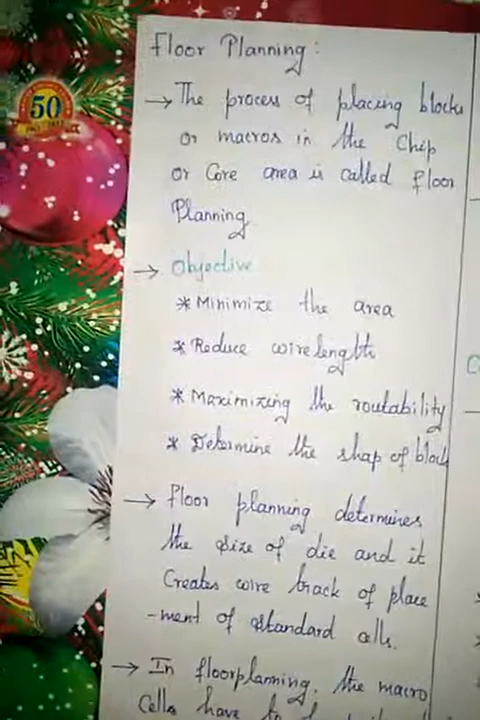 Floor Planning :
→ The process of placing blocks
or macros in the Chip
or Core area is called floor
Planning
→ Objective
* Minimize the area
* Reduce wirelength
* Maximizing the routability
* Determine the shap of block
→ Floor planning determines
the size of die and it
Creates wire track of place
-ment of standard cells.
→ In floorplanning, the macro
Cells have to
50